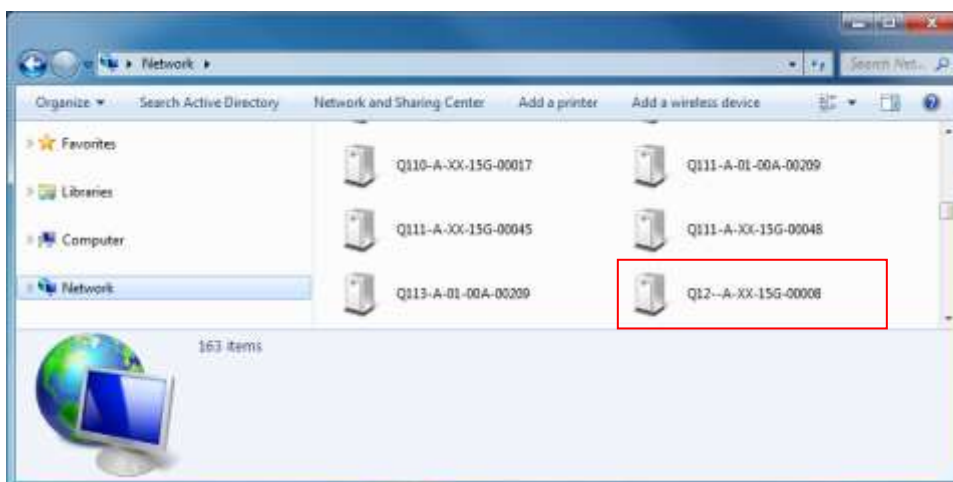 Network
Search Net...
Organize
Search Active Directory
Network and Sharing Center
Add a printer
Add a wireless device
Favorites
Libraries
Computer
Network
Q110-A-XX-15G-00017
Q111-A-01-00A-00209
Q111-A-XX-15G-00045
Q111-A-XX-15G-00048
Q113-A-01-00A-00209
Q12--A-XX-15G-00008
163 items